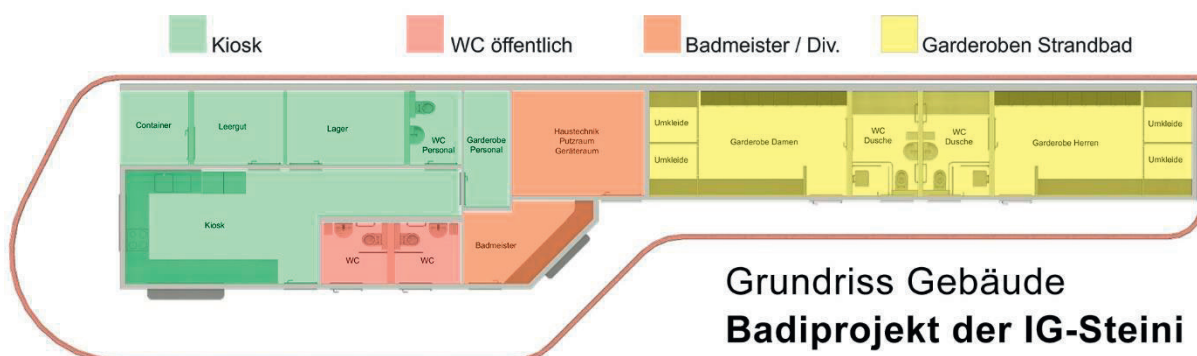 Kiosk
WC öffentlich
Badmeister / Div.
Garderoben Strandbad
Container
Leergut
Lager
WC
Personal
Garderobe
Personal
Haustechnik
Putzraum
Geräteraum
Umkleide
Umkleide
Garderobe Damen
WC
Dusche
WC
Dusche
Garderobe Herren
Umkleide
Umkleide
Kiosk
WC
WC
Badmeister
Grundriss Gebäude
Badiprojekt der IG-Steini